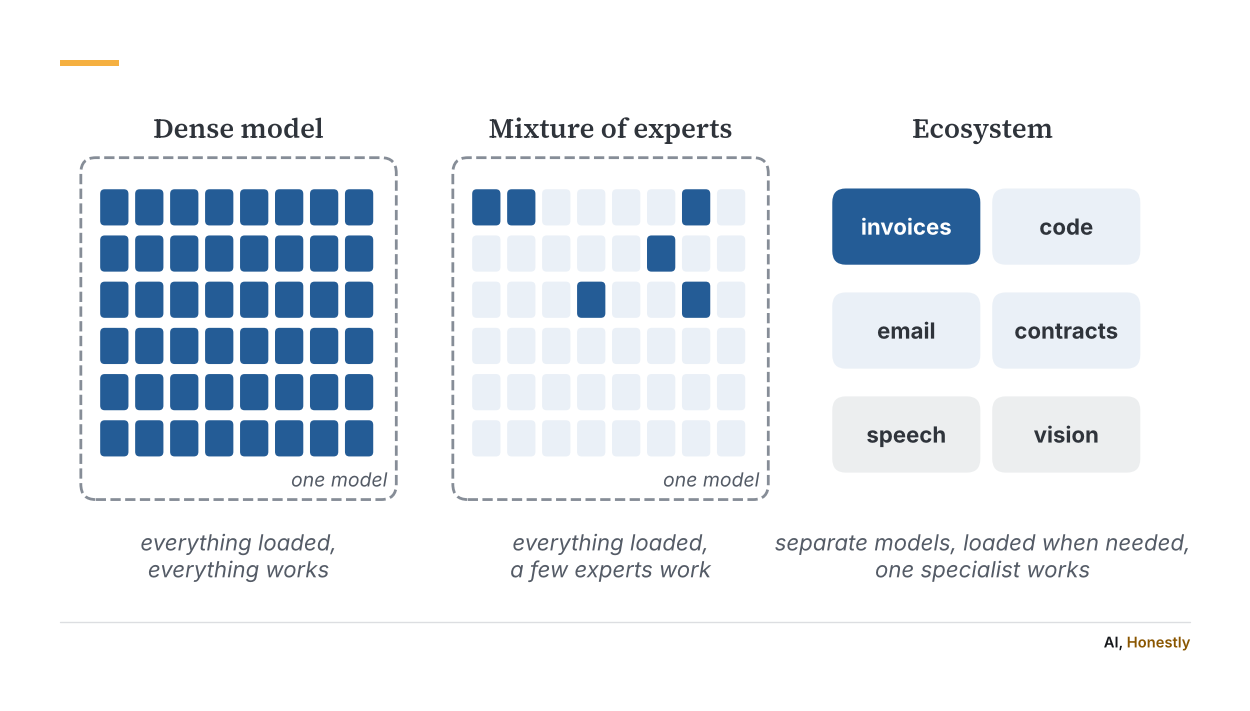 Dense model
one model
everything loaded,
everything works
Mixture of experts
one model
everything loaded,
a few experts work
Ecosystem
invoices
code
email
contracts
speech
vision
separate models, loaded when needed,
one specialist works
AI, Honestly